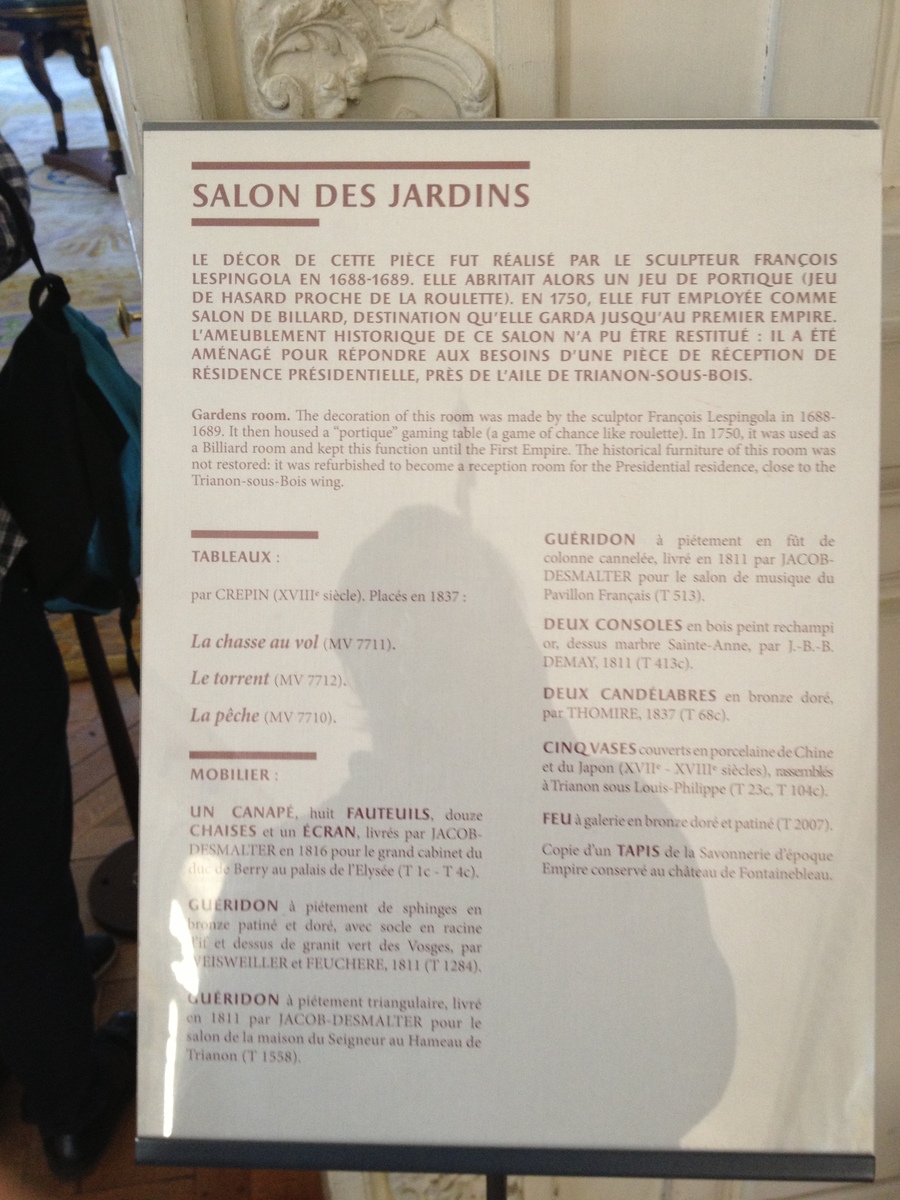 SALON DES JARDINS
LE DÉCOR DE CETTE PIÈCE FUT RÉALISÉ PAR LE SCULPTEUR FRANÇOIS
LESPINGOLA EN 1688-1689. ELLE ABRITAIT ALORS UN JEU DE PORTIQUE (JEU
DE HASARD PROCHE DE LA ROULETTE). EN 1750, ELLE FUT EMPLOYÉE COMME
SALON DE BILLARD, DESTINATION QU'ELLE GARDA JUSQU'AU PREMIER EMPIRE.
L'AMEUBLEMENT HISTORIQUE DE CE SALON N'A PU ÊTRE RESTITUÉ : IL A ÉTÉ
AMÉNAGÉ POUR RÉPONDRE AUX BESOINS D'UNE PIÈCE DE RÉCEPTION DE
RÉSIDENCE PRÉSIDENTIELLE, PRÈS DE L'AILE DE TRIANON-SOUS-BOIS.
Gardens room. The decoration of this room was made by the sculptor François Lespingola in 1688-
1689. It then housed a "portique" gaming table (a game of chance like roulette). In 1750, it was used as
a Billiard room and kept this function until the First Empire. The historical furniture of this room was
not restored: it was refurbished to become a reception room for the Presidential residence, close to the
Trianon-sous-Bois wing.
TABLEAUX :
par CREPIN (XVIIIᵉ siècle). Placés en 1837 :
La chasse au vol (MV 7711).
Le torrent (MV 7712).
La pêche (MV 7710).
MOBILIER :
UN CANAPÉ, huit FAUTEUILS, douze
CHAISES et un ÉCRAN, livrés par JACOB-
DESMALTER en 1816 pour le grand cabinet du
duc de Berry au palais de l'Elysée (T 1c - T 4c).
GUÉRIDON à piétement de sphinges en
bronze patiné et doré, avec socle en racine
d'if et dessus de granit vert des Vosges, par
WEISWEILLER et FEUCHERE, 1811 (T 1284).
GUÉRIDON à piétement triangulaire, livré
en 1811 par JACOB-DESMALTER pour le
salon de la maison du Seigneur au Hameau de
Trianon (T 1558).
GUÉRIDON à piétement en fût de
colonne cannelée, livré en 1811 par JACOB-
DESMALTER pour le salon de musique du
Pavillon Français (T 513).
DEUX CONSOLES en bois peint rechampi
or, dessus marbre Sainte-Anne, par J.-B.-B.
DEMAY, 1811 (T 413c).
DEUX CANDÉLABRES en bronze doré,
par THOMIRE, 1837 (T 68c).
CINQ VASES couverts en porcelaine de Chine
et du Japon (XVIIᵉ - XVIIIᵉ siècles), rassemblés
à Trianon sous Louis-Philippe (T 23c, T 104c).
FEU à galerie en bronze doré et patiné (T 2007).
Copie d'un TAPIS de la Savonnerie d'époque
Empire conservé au château de Fontainebleau.